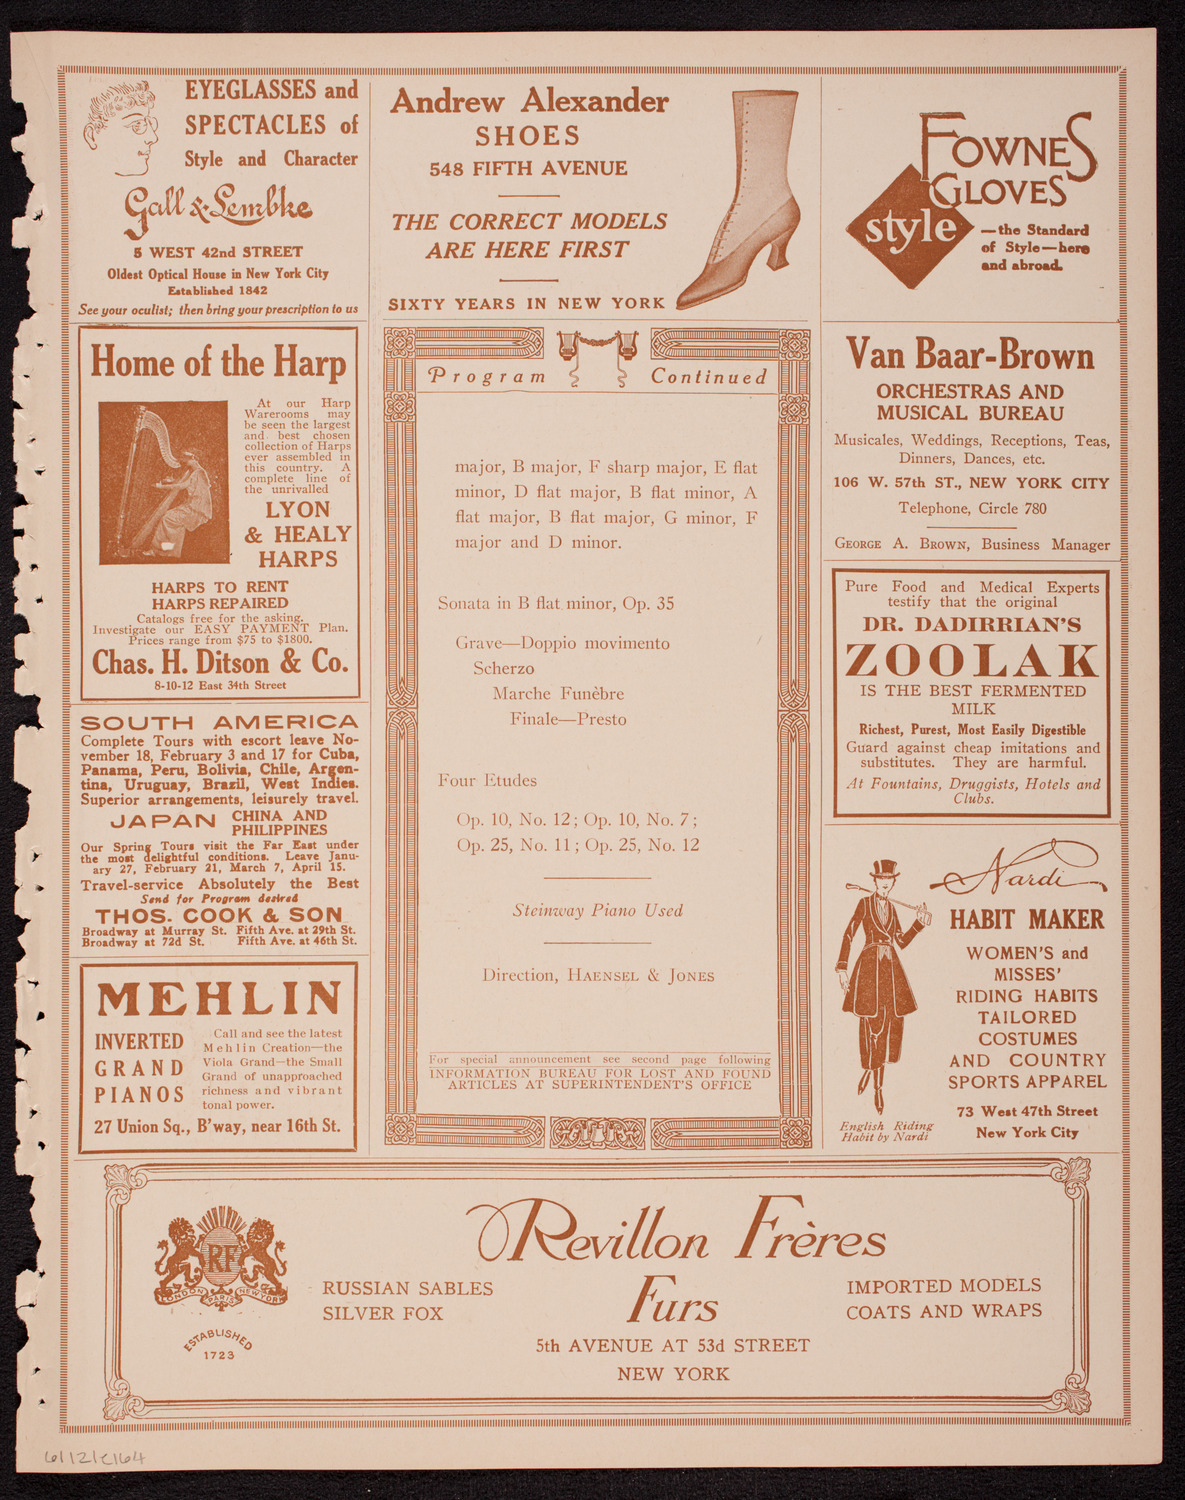 EYEGLASSES and
SPECTACLES of
Style and Character
Gall & Lembke
5 WEST 42nd STREET
Oldest Optical House in New York City
Established 1842
See your oculist; then bring your prescription to us
Andrew Alexander
SHOES
548 FIFTH AVENUE
THE CORRECT MODELS
ARE HERE FIRST
SIXTY YEARS IN NEW YORK
FOWNES
GLOVES
style
—the Standard
of Style—here
and abroad.
Home of the Harp
At our Harp
Warerooms may
be seen the largest
and best chosen
collection of Harps
ever assembled in
this country. A
complete line of
the unrivalled
LYON
& HEALY
HARPS
HARPS TO RENT
HARPS REPAIRED
Catalogs free for the asking.
Investigate our EASY PAYMENT Plan.
Prices range from $75 to $1800.
Chas. H. Ditson & Co.
8-10-12 East 34th Street
SOUTH AMERICA
Complete Tours with escort leave No-
vember 18, February 3 and 17 for Cuba,
Panama, Peru, Bolivia, Chile, Argen-
tina, Uruguay, Brazil, West Indies.
Superior arrangements, leisurely travel.
JAPAN CHINA AND
PHILIPPINES
Our Spring Tours visit the Far East under
the most delightful conditions. Leave Janu-
ary 27, February 21, March 7, April 15.
Travel-service Absolutely the Best
Send for Program desired
THOS. COOK & SON
Broadway at Murray St. Fifth Ave. at 29th St.
Broadway at 72d St. Fifth Ave. at 46th St.
MEHLIN
INVERTED
GRAND
PIANOS
Call and see the latest
Mehlin Creation—the
Viola Grand—the Small
Grand of unapproached
richness and vibrant
tonal power.
27 Union Sq., B'way, near 16th St.
Program Continued
major, B major, F sharp major, E flat
minor, D flat major, B flat minor, A
flat major, B flat major, G minor, F
major and D minor.
Sonata in B flat minor, Op. 35
Grave—Doppio movimento
Scherzo
Marche Funèbre
Finale—Presto
Four Etudes
Op. 10, No. 12; Op. 10, No. 7;
Op. 25, No. 11; Op. 25, No. 12
Steinway Piano Used
Direction, HAENSEL & JONES
For special announcement see second page following
INFORMATION BUREAU FOR LOST AND FOUND
ARTICLES AT SUPERINTENDENT'S OFFICE
Van Baar-Brown
ORCHESTRAS AND
MUSICAL BUREAU
Musicales, Weddings, Receptions, Teas,
Dinners, Dances, etc.
106 W. 57th ST., NEW YORK CITY
Telephone, Circle 780
GEORGE A. BROWN, Business Manager
Pure Food and Medical Experts
testify that the original
DR. DADIRRIAN'S
ZOOLAK
IS THE BEST FERMENTED
MILK
Richest, Purest, Most Easily Digestible
Guard against cheap imitations and
substitutes. They are harmful.
At Fountains, Druggists, Hotels and
Clubs.
Nardi
HABIT MAKER
WOMEN'S and
MISSES'
RIDING HABITS
TAILORED
COSTUMES
AND COUNTRY
SPORTS APPAREL
73 West 47th Street
New York City
English Riding
Habit by Nardi
RF
LONDON PARIS NEW YORK
ESTABLISHED
1723
RUSSIAN SABLES
SILVER FOX
Revillon Frères
Furs
5th AVENUE AT 53d STREET
NEW YORK
IMPORTED MODELS
COATS AND WRAPS